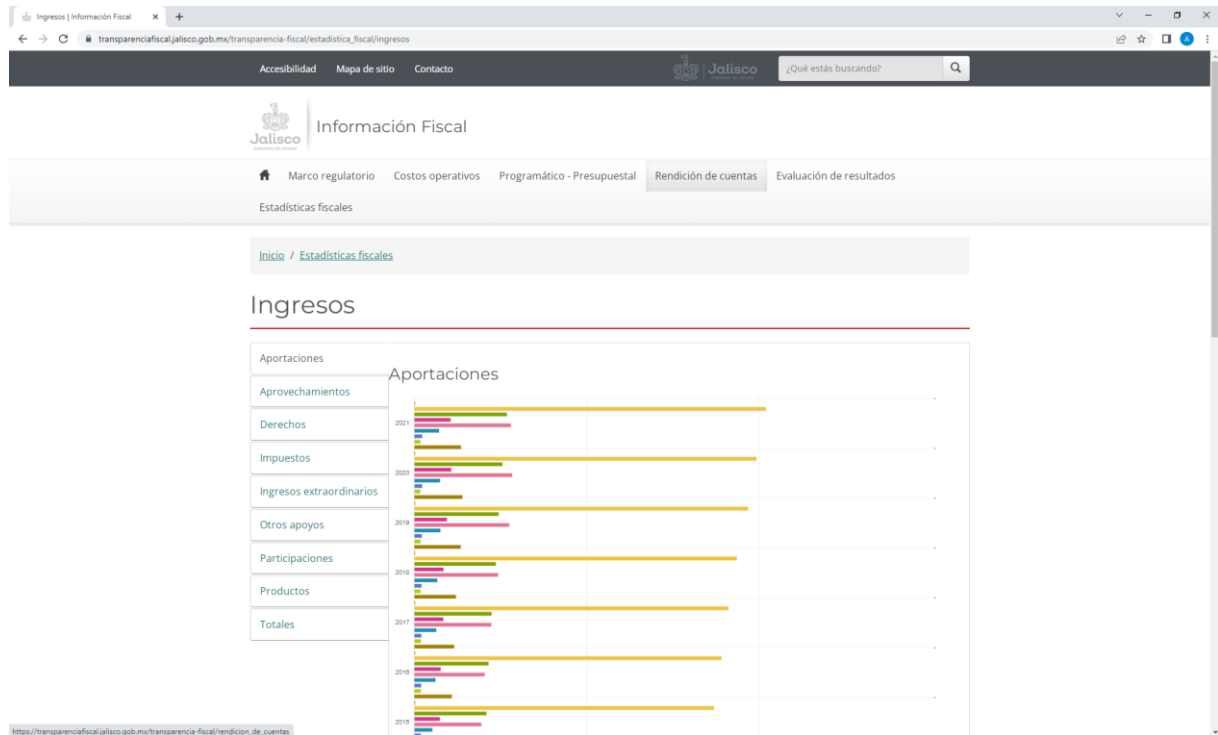 Ingresos | Información Fiscal
transparenciafiscal.jalisco.gob.mx/transparencia-fiscal/estadistica_fiscal/ingresos
A
Accesibilidad Mapa de sitio Contacto
Jalisco
¿Qué estás buscando?
Jalisco
Información Fiscal
Marco regulatorio Costos operativos Programático - Presupuestal Rendición de cuentas Evaluación de resultados
Estadísticas fiscales
Inicio / Estadísticas fiscales
Ingresos
Aportaciones
Aprovechamientos
Derechos
Impuestos
Ingresos extraordinarios
Otros apoyos
Participaciones
Productos
Totales
Aportaciones
2021
2020
2019
2018
2017
2016
2015
https://transparenciafiscal.jalisco.gob.mx/transparencia-fiscal/rendicion_de_cuentas